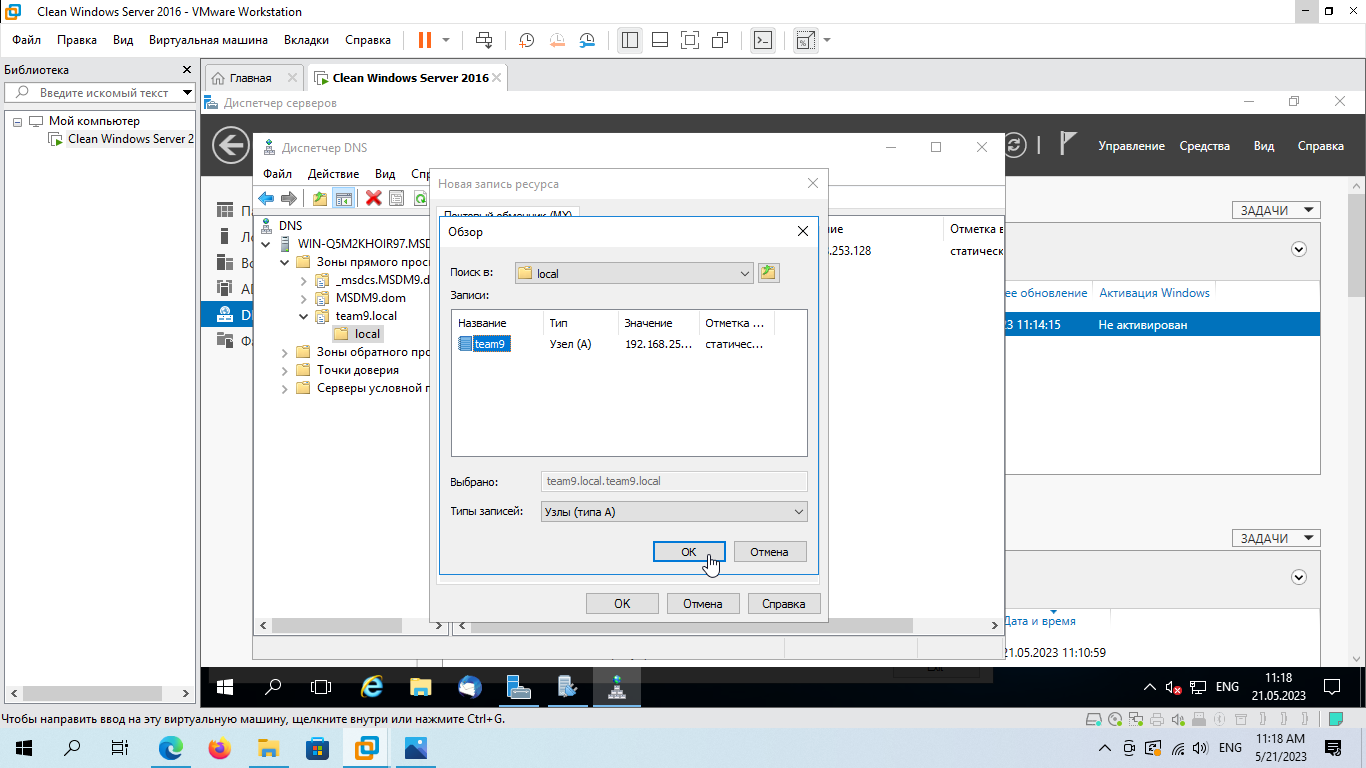 Clean Windows Server 2016 - VMware Workstation
Файл Правка Вид Виртуальная машина Вкладки Справка
Библиотека
Введите искомый текст
Мой компьютер
Clean Windows Server 2
Главная
Clean Windows Server 2016
Диспетчер серверов
Управление Средства Вид Справка
Диспетчер DNS
Файл Действие Вид Спр
DNS
WIN-Q5M2KHOIR97.MSD
Зоны прямого прос
_msdcs.MSDM9.d
MSDM9.dom
team9.local
local
Зоны обратного про
Точки доверия
Серверы условной п
Новая запись ресурса
Почтовый обменник (MX)
Обзор
Поиск в: local
Записи:
Название Тип Значение Отметка ...
team9 Узел (A) 192.168.25... статичес...
Выбрано: team9.local.team9.local
Типы записей: Узлы (типа A)
OK Отмена
OK Отмена Справка
ие Отметка в
.253.128 статическ
ЗАДАЧИ
ее обновление Активация Windows
3 11:14:15 Не активирован
ЗАДАЧИ
Дата и время
21.05.2023 11:10:59
ENG
11:18
21.05.2023
Чтобы направить ввод на эту виртуальную машину, щелкните внутри или нажмите Ctrl+G.
ENG
11:18 AM
5/21/2023